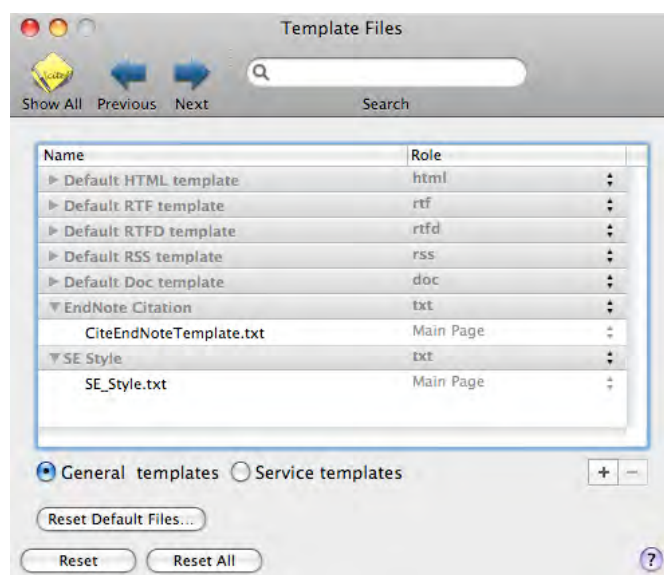 Template Files
Show All Previous Next Search
Name Role
Default HTML template html
Default RTF template rtf
Default RTFD template rtfd
Default RSS template rss
Default Doc template doc
EndNote Citation txt
CiteEndNoteTemplate.txt Main Page
SE Style txt
SE_Style.txt Main Page
General templates Service templates + −
Reset Default Files...
Reset Reset All ?